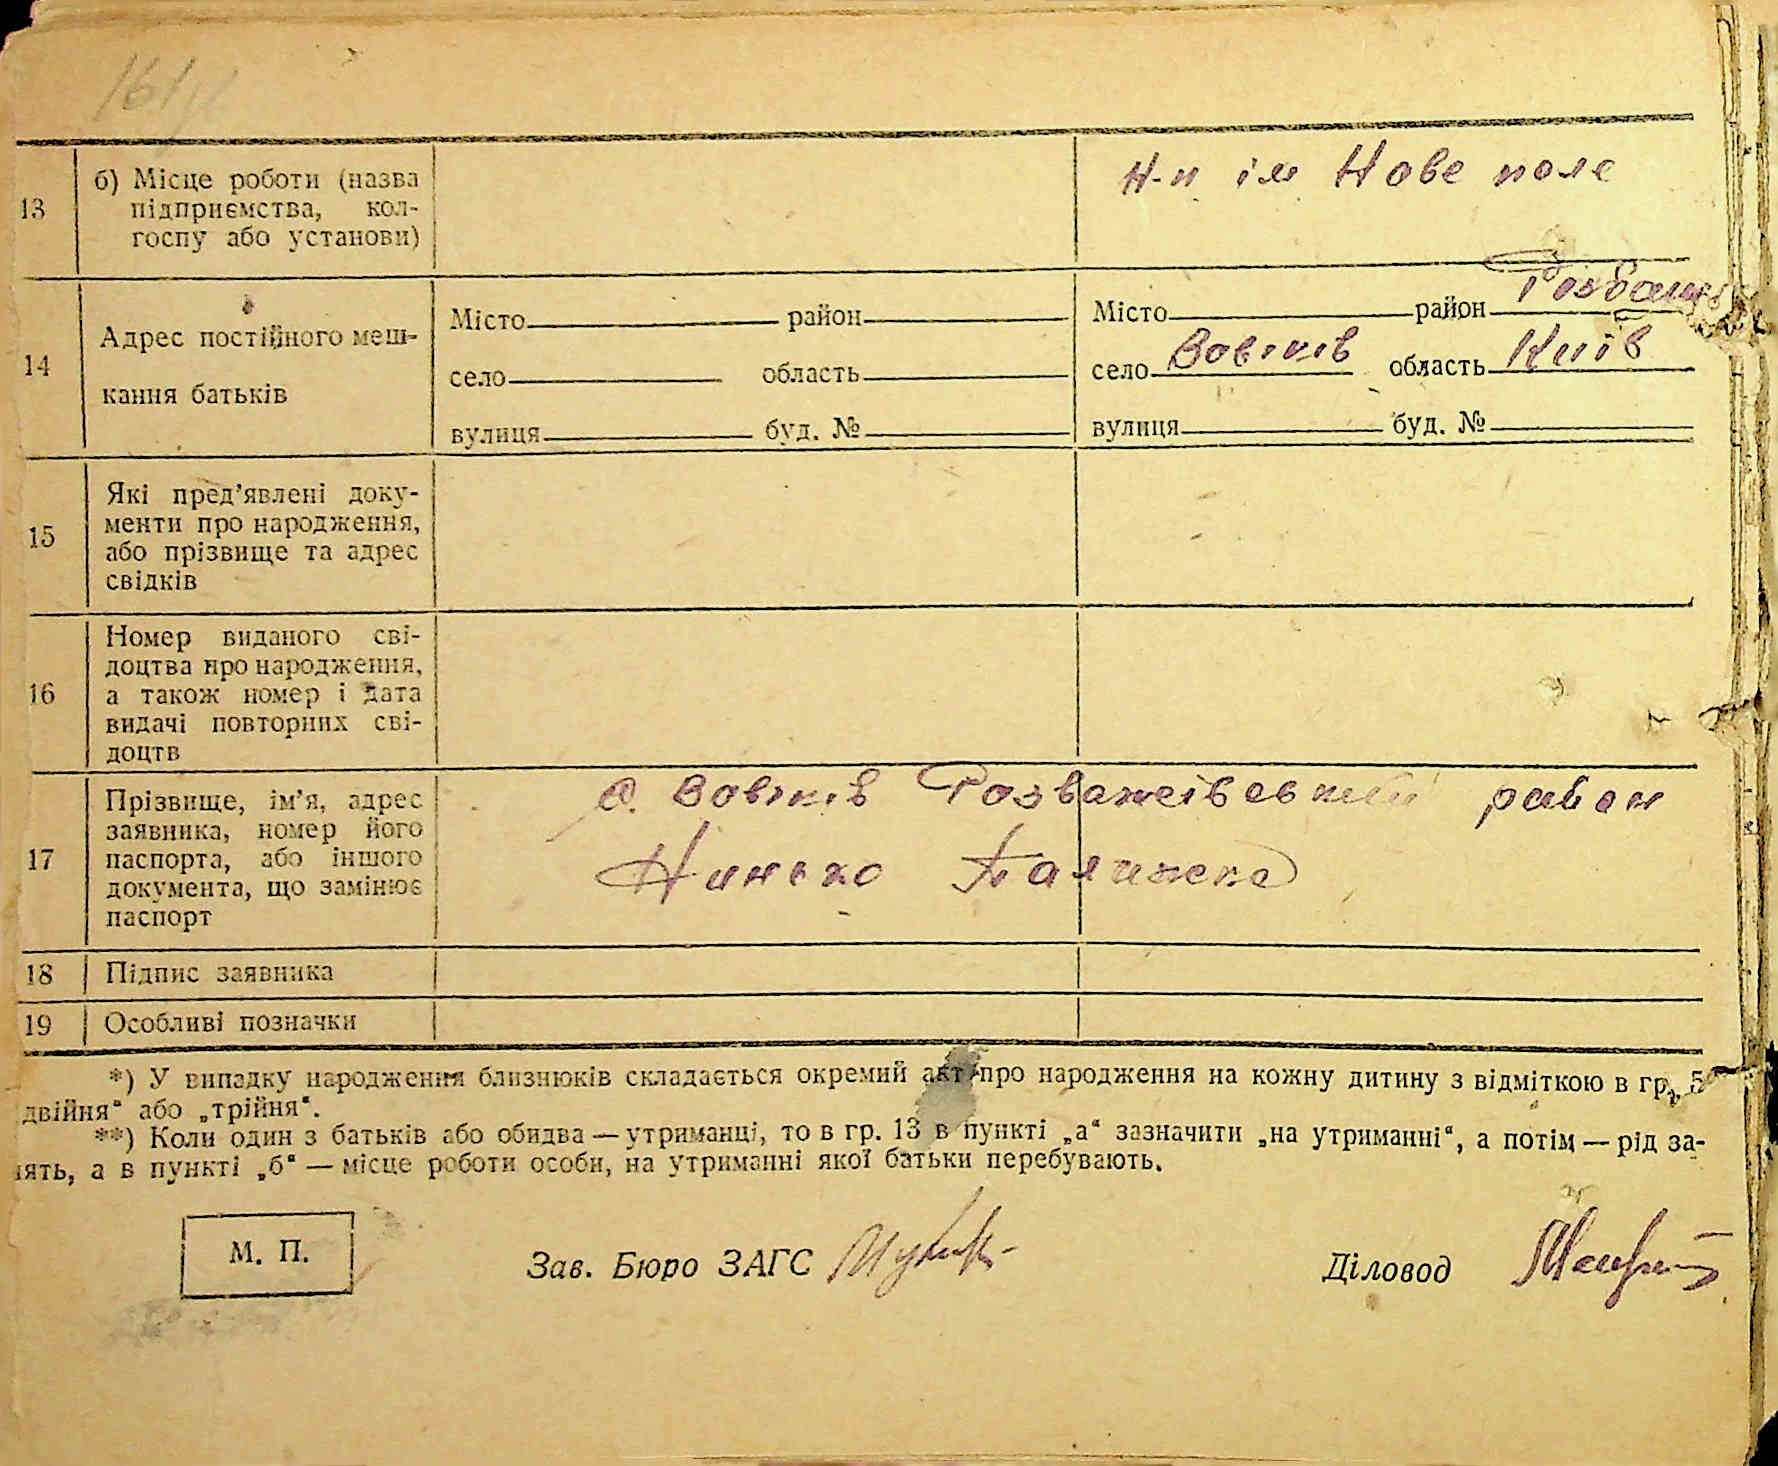 13
б) Місце роботи (назва
підприємства, кол-
госпу або установи)
ім Нове поле
14
Адрес постійного меш-
кання батьків
Місто район
село область
вулиця буд. №
Місто район Розваж
село Вовчків область Київ
вулиця буд. №
15
Які пред’явлені доку-
менти про народження,
або прізвище та адрес
свідків
16
Номер виданого сві-
доцтва про народження,
а також номер і дата
видачі повторних сві-
доцтв
17
Прізвище, ім’я, адрес
заявника, номер його
паспорта, або іншого
документа, що замінює
паспорт
с. Вовчків Розважівський район
18
Підпис заявника
19
Особливі позначки
*) У випадку народження близнюків складається окремий акт про народження на кожну дитину з відміткою в гр. 5
двійня“ або „трійня“.
**) Коли один з батьків або обидва — утриманці, то в гр. 13 в пункті „а“ зазначити „на утриманні“, а потім — рід за-
нять, а в пункті „б“ — місце роботи особи, на утриманні якої батьки перебувають.
М. П.
Зав. Бюро ЗАГС
Діловод